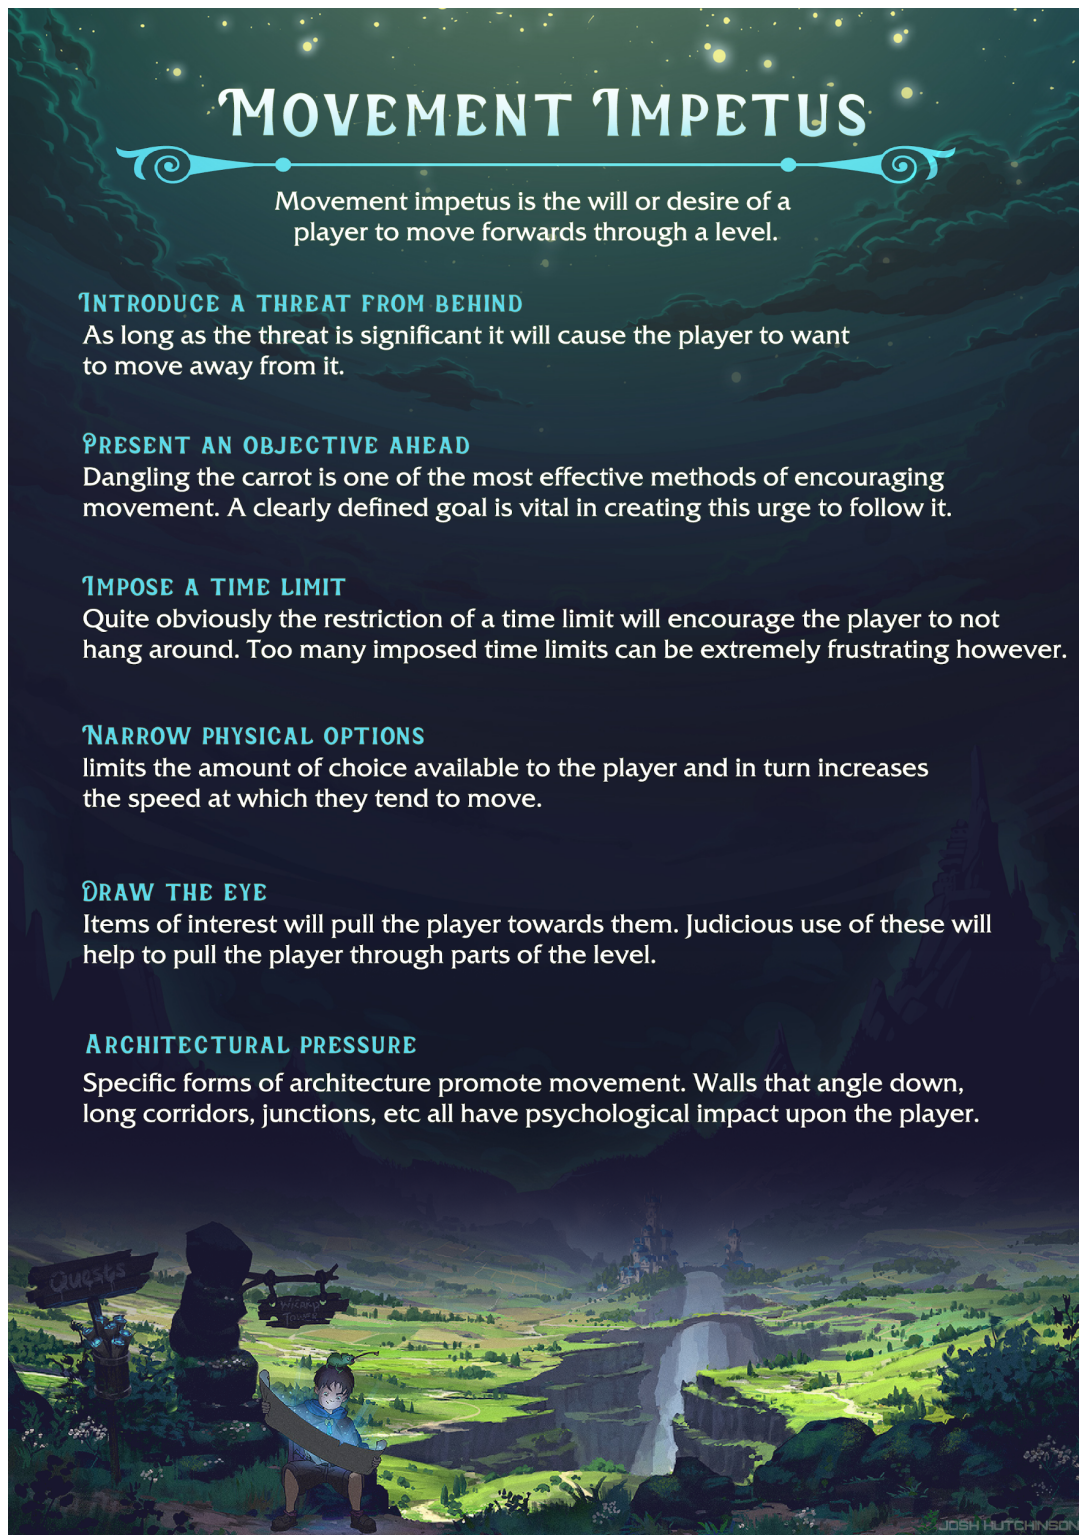 Movement Impetus
Movement impetus is the will or desire of a
player to move forwards through a level.
Introduce a threat from behind
As long as the threat is significant it will cause the player to want
to move away from it.
Present an objective ahead
Dangling the carrot is one of the most effective methods of encouraging
movement. A clearly defined goal is vital in creating this urge to follow it.
Impose a time limit
Quite obviously the restriction of a time limit will encourage the player to not
hang around. Too many imposed time limits can be extremely frustrating however.
Narrow physical options
limits the amount of choice available to the player and in turn increases
the speed at which they tend to move.
Draw the eye
Items of interest will pull the player towards them. Judicious use of these will
help to pull the player through parts of the level.
Architectural pressure
Specific forms of architecture promote movement. Walls that angle down,
long corridors, junctions, etc all have psychological impact upon the player.
Quests
JOSH HUTCHINSON